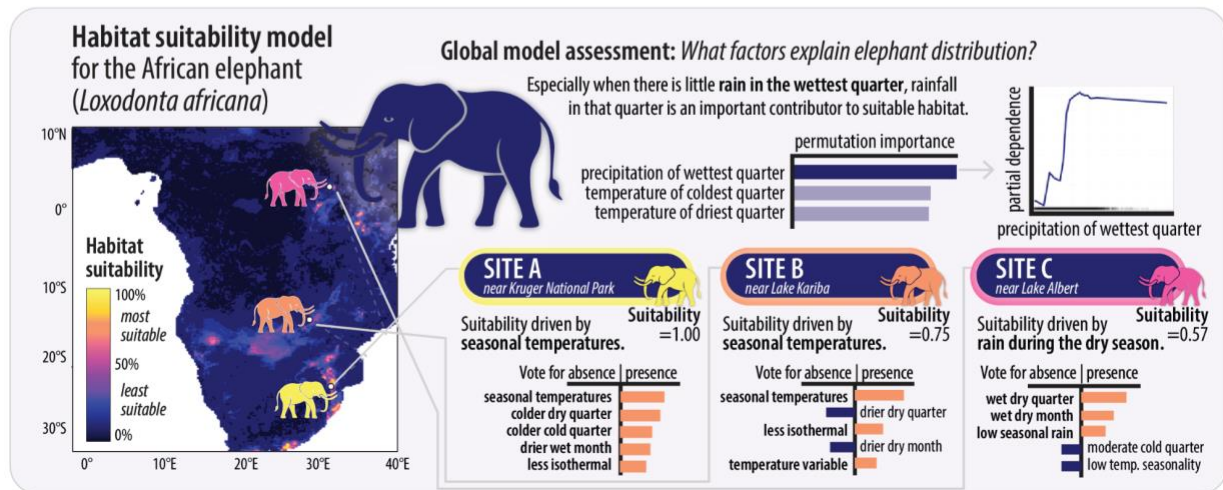 Habitat suitability model
for the African elephant
(Loxodonta africana)
Global model assessment: What factors explain elephant distribution?
Especially when there is little rain in the wettest quarter, rainfall
in that quarter is an important contributor to suitable habitat.
permutation importance
precipitation of wettest quarter
temperature of coldest quarter
temperature of driest quarter
partial dependence
precipitation of wettest quarter
10°N
0°
10°S
20°S
30°S
0°
10°E
20°E
30°E
40°E
Habitat
suitability
100%
most
suitable
50%
least
suitable
0%
SITE A
near Kruger National Park
Suitability
=1.00
Suitability driven by
seasonal temperatures.
Vote for absence presence
seasonal temperatures
colder dry quarter
colder cold quarter
drier wet month
less isothermal
SITE B
near Lake Kariba
Suitability
=0.75
Suitability driven by
seasonal temperatures.
Vote for absence presence
seasonal temperatures
drier dry quarter
less isothermal
drier dry month
temperature variable
SITE C
near Lake Albert
Suitability
=0.57
Suitability driven by
rain during the dry season.
Vote for absence presence
wet dry quarter
wet dry month
low seasonal rain
moderate cold quarter
low temp. seasonality